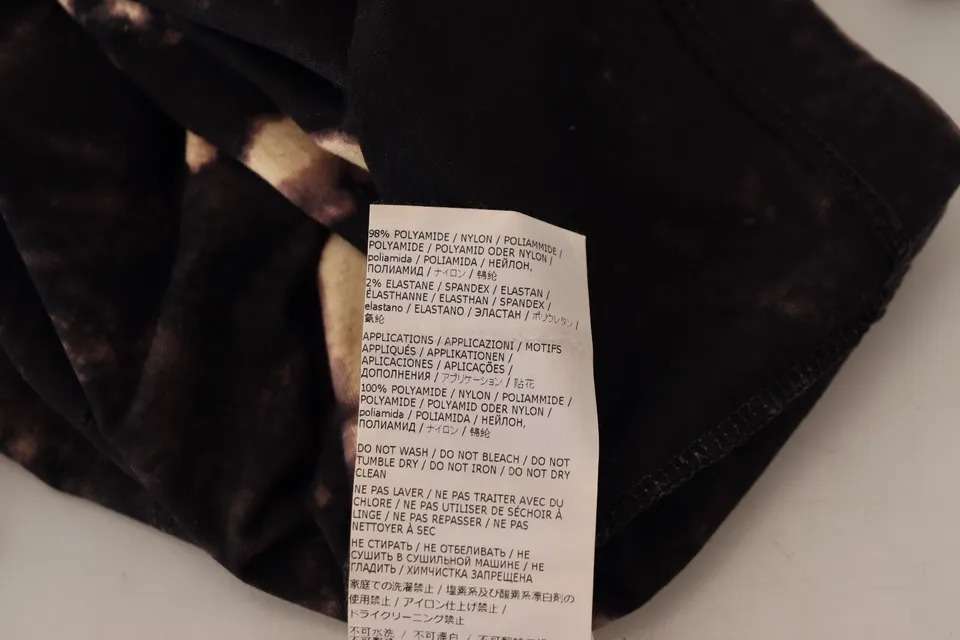 98% POLYAMIDE / NYLON / POLIAMMIDE /
POLYAMIDE / POLYAMID ODER NYLON /
poliamida / POLIAMIDA / НЕЙЛОН,
ПОЛИАМИД / ナイロン / 锦纶
2% ELASTANE / SPANDEX / ELASTAN /
ÉLASTHANNE / ELASTHAN / SPANDEX /
elastano / ELASTANO / ЭЛАСТАН / ポリウレタン /
氨纶
APPLICATIONS / APPLICAZIONI / MOTIFS
APPLIQUÉS / APPLIKATIONEN /
APLICACIONES / APLICAÇÕES /
ДОПОЛНЕНИЯ / アプリケーション / 贴花
100% POLYAMIDE / NYLON / POLIAMMIDE /
POLYAMIDE / POLYAMID ODER NYLON /
poliamida / POLIAMIDA / НЕЙЛОН,
ПОЛИАМИД / ナイロン / 锦纶
DO NOT WASH / DO NOT BLEACH / DO NOT
TUMBLE DRY / DO NOT IRON / DO NOT DRY
CLEAN
NE PAS LAVER / NE PAS TRAITER AVEC DU
CHLORE / NE PAS UTILISER DE SÉCHOIR À
LINGE / NE PAS REPASSER / NE PAS
NETTOYER À SEC
НЕ СТИРАТЬ / НЕ ОТБЕЛИВАТЬ / НЕ
СУШИТЬ В СУШИЛЬНОЙ МАШИНЕ / НЕ
ГЛАДИТЬ / ХИМЧИСТКА ЗАПРЕЩЕНА
家庭での洗濯禁止 / 塩素系及び酸素系漂白剤の
使用禁止 / アイロン仕上げ禁止 /
ドライクリーニング禁止
不可水洗 / 不可漂白 /